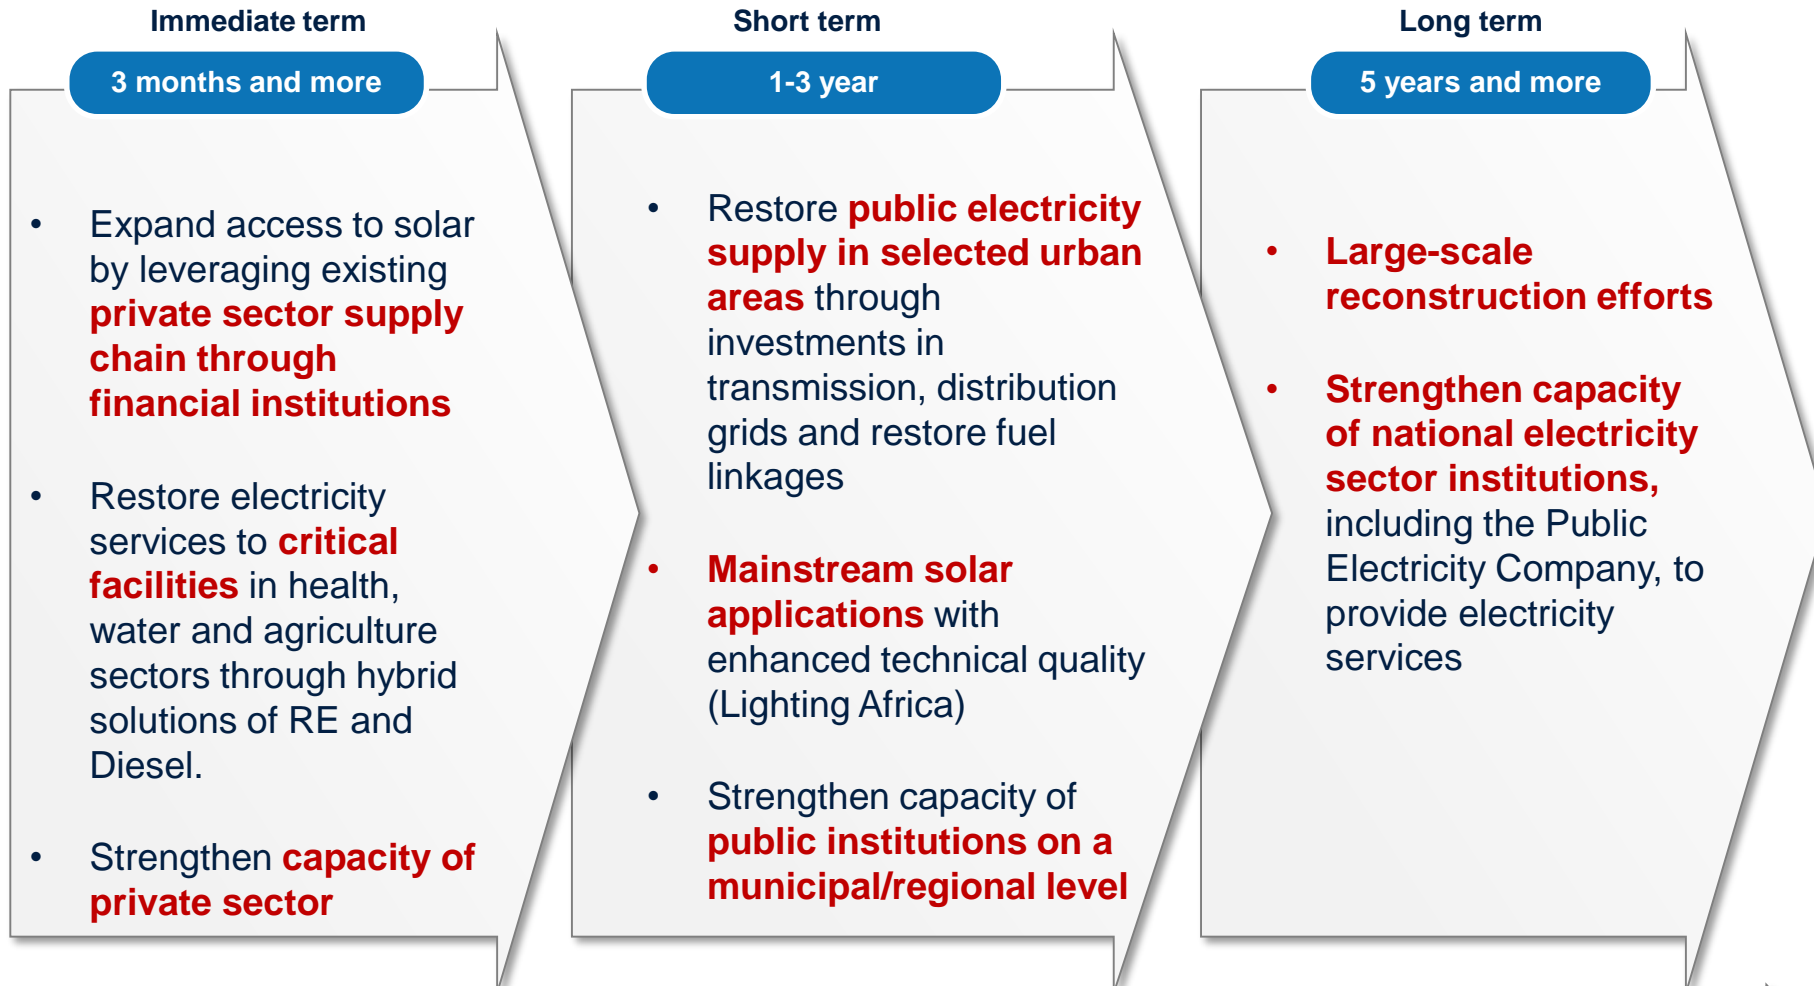 Immediate term
3 months and more
• Expand access to solar
by leveraging existing
private sector supply
chain through
financial institutions
• Restore electricity
services to critical
facilities in health,
water and agriculture
sectors through hybrid
solutions of RE and
Diesel.
• Strengthen capacity of
private sector
Short term
1-3 year
• Restore public electricity
supply in selected urban
areas through
investments in
transmission, distribution
grids and restore fuel
linkages
• Mainstream solar
applications with
enhanced technical quality
(Lighting Africa)
• Strengthen capacity of
public institutions on a
municipal/regional level
Long term
5 years and more
• Large-scale
reconstruction efforts
• Strengthen capacity
of national electricity
sector institutions,
including the Public
Electricity Company, to
provide electricity
services